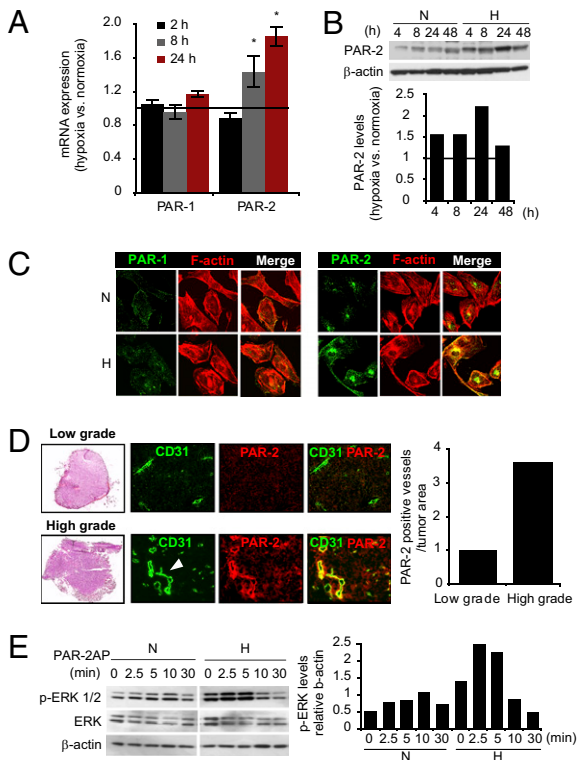 A
2 h
8 h
24 h
mRNA expression
(hypoxia vs. normoxia)
2.0
1.6
1.2
0.8
0.4
0
* *
PAR-1 PAR-2
B
N H
(h) 4 8 24 48 4 8 24 48
PAR-2
β-actin
PAR-2 levels
(hypoxia vs. normoxia)
2.5
2
1.5
1
0.5
4 8 24 48 (h)
C
PAR-1 F-actin Merge PAR-2 F-actin Merge
N
H
D
Low grade
CD31 PAR-2 CD31 PAR-2
High grade
CD31 PAR-2 CD31 PAR-2
PAR-2 positive vessels
/tumor area
4
3
2
1
0
Low grade High grade
E
PAR-2AP N H
(min) 0 2.5 5 10 30 0 2.5 5 10 30
p-ERK 1/2
ERK
β-actin
p-ERK levels
relative b-actin
2.5
2
1.5
1
0.5
0
0 2.5 5 10 30 0 2.5 5 10 30 (min)
N H